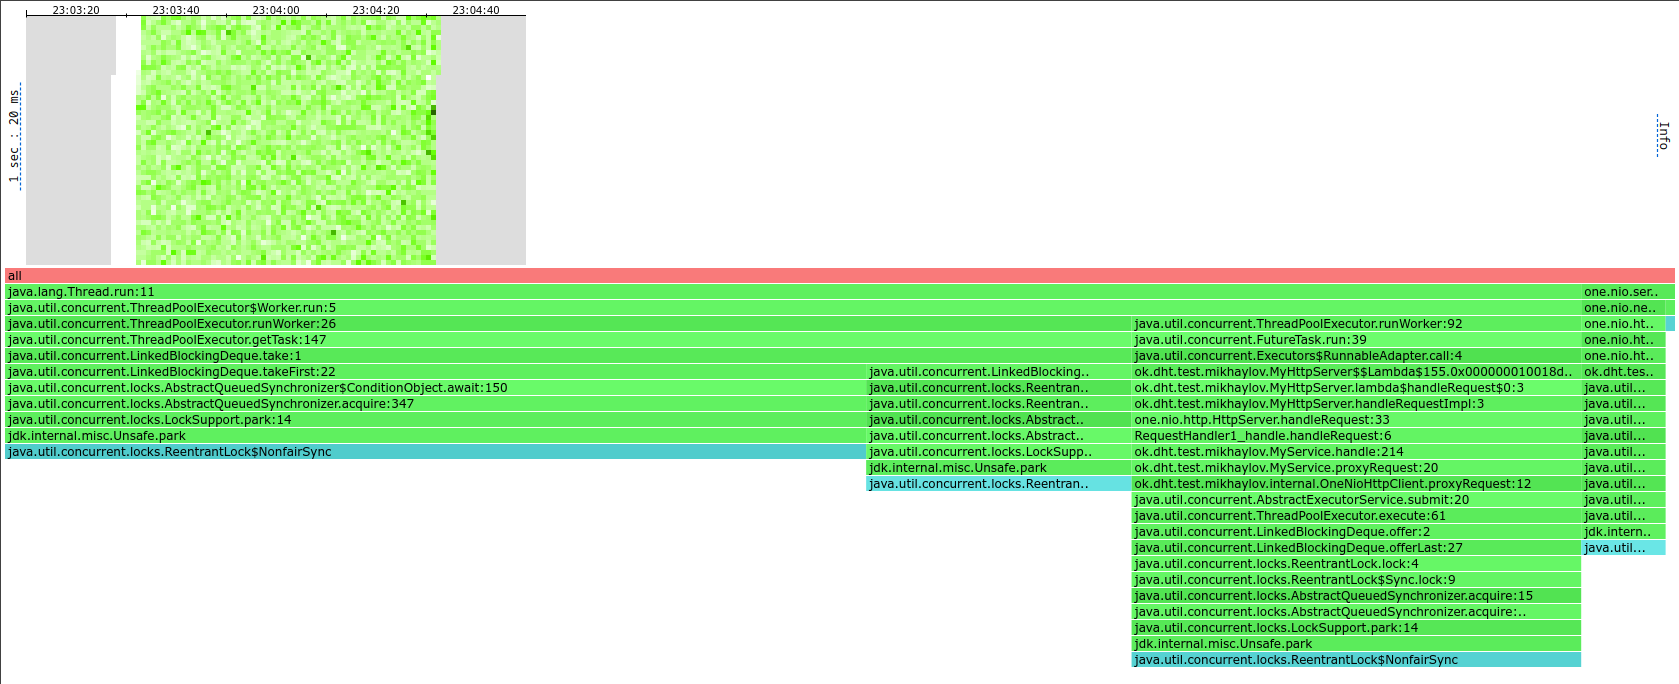 23:03:20 23:03:40 23:04:00 23:04:20 23:04:40
1 sec : 20 ms
Info
all
java.lang.Thread.run:11 one.nio.ser..
java.util.concurrent.ThreadPoolExecutor$Worker.run:5 one.nio.ne..
java.util.concurrent.ThreadPoolExecutor.runWorker:26 java.util.concurrent.ThreadPoolExecutor.runWorker:92 one.nio.ht..
java.util.concurrent.ThreadPoolExecutor.getTask:147 java.util.concurrent.FutureTask.run:39 one.nio.ht..
java.util.concurrent.LinkedBlockingDeque.take:1 java.util.concurrent.Executors$RunnableAdapter.call:4 one.nio.ht..
java.util.concurrent.LinkedBlockingDeque.takeFirst:22 java.util.concurrent.LinkedBlocking.. ok.dht.test.mikhaylov.MyHttpServer$$Lambda$155.0x000000010018d.. ok.dht.tes..
java.util.concurrent.locks.AbstractQueuedSynchronizer$ConditionObject.await:150 java.util.concurrent.locks.Reentran.. ok.dht.test.mikhaylov.MyHttpServer.lambda$handleRequest$0:3 java.util...
java.util.concurrent.locks.AbstractQueuedSynchronizer.acquire:347 java.util.concurrent.locks.Reentran.. ok.dht.test.mikhaylov.MyHttpServer.handleRequestImpl:3 java.util...
java.util.concurrent.locks.LockSupport.park:14 java.util.concurrent.locks.Abstract.. one.nio.http.HttpServer.handleRequest:33 java.util...
jdk.internal.misc.Unsafe.park java.util.concurrent.locks.Abstract.. RequestHandler1_handle.handleRequest:6 java.util...
java.util.concurrent.locks.ReentrantLock$NonfairSync java.util.concurrent.locks.LockSupp.. ok.dht.test.mikhaylov.MyService.handle:214 java.util...
jdk.internal.misc.Unsafe.park ok.dht.test.mikhaylov.MyService.proxyRequest:20 java.util...
java.util.concurrent.locks.Reentran.. ok.dht.test.mikhaylov.internal.OneNioHttpClient.proxyRequest:12 java.util...
java.util.concurrent.AbstractExecutorService.submit:20 java.util...
java.util.concurrent.ThreadPoolExecutor.execute:61 java.util...
java.util.concurrent.LinkedBlockingDeque.offer:2 jdk.intern..
java.util.concurrent.LinkedBlockingDeque.offerLast:27 java.util...
java.util.concurrent.locks.ReentrantLock.lock:4
java.util.concurrent.locks.ReentrantLock$Sync.lock:9
java.util.concurrent.locks.AbstractQueuedSynchronizer.acquire:15
java.util.concurrent.locks.AbstractQueuedSynchronizer.acquire:..
java.util.concurrent.locks.LockSupport.park:14
jdk.internal.misc.Unsafe.park
java.util.concurrent.locks.ReentrantLock$NonfairSync